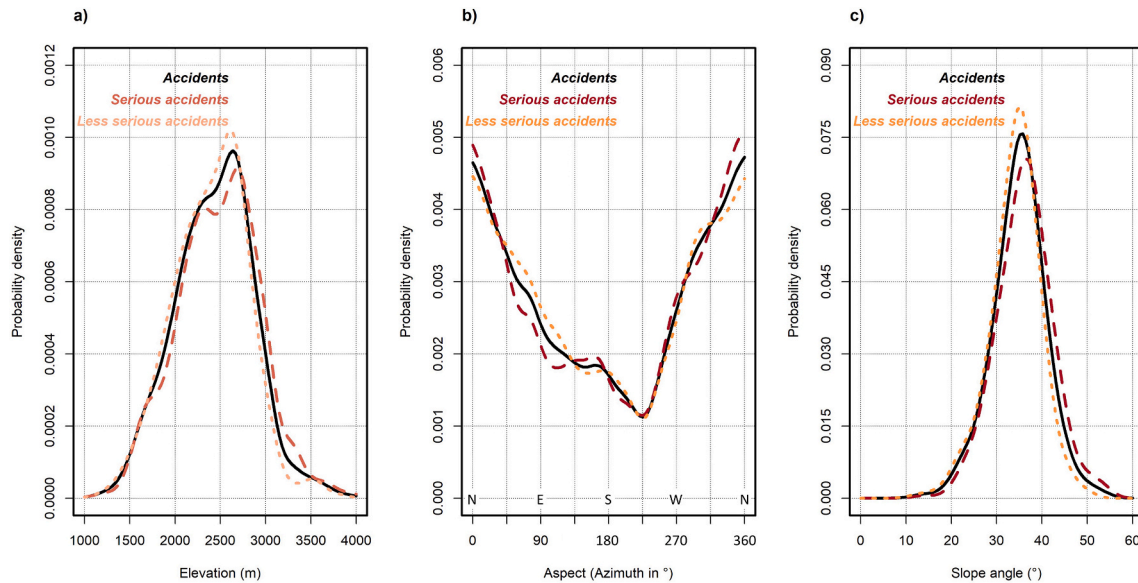 a)
Accidents
Serious accidents
Less serious accidents
0.0012
0.0010
0.0008
0.0006
0.0004
0.0002
0.0000
Probability density
1000 1500 2000 2500 3000 3500 4000
Elevation (m)
b)
Accidents
Serious accidents
Less serious accidents
0.006
0.005
0.004
0.003
0.002
0.001
0.000
Probability density
N E S W N
0 90 180 270 360
Aspect (Azimuth in °)
c)
Accidents
Serious accidents
Less serious accidents
0.090
0.075
0.060
0.045
0.030
0.015
0.000
Probability density
0 10 20 30 40 50 60
Slope angle (°)